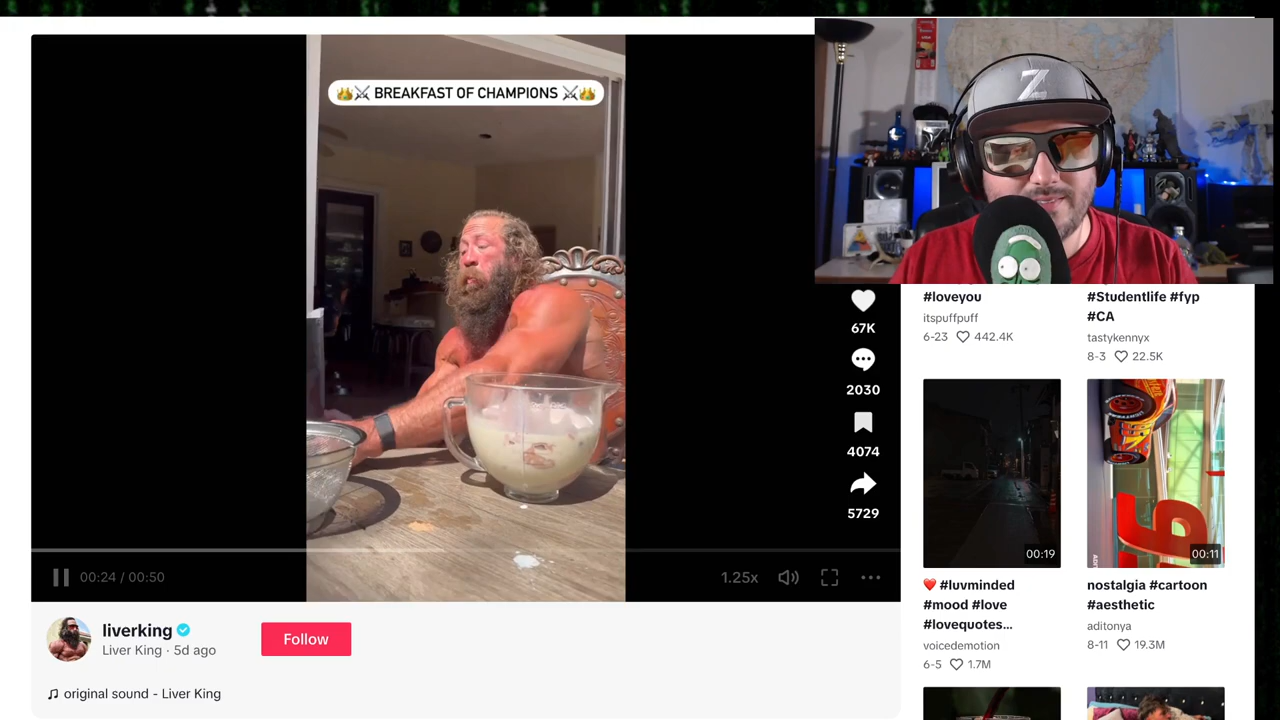 👑⚔ BREAKFAST OF CHAMPIONS ⚔👑
Z
67K
2030
4074
5729
00:24 / 00:50
1.25x
liverking
Liver King · 5d ago
Follow
original sound - Liver King
#loveyou
itspuffpuff
6-23 442.4K
#Studentlife #fyp
#CA
tastykennyx
8-3 22.5K
00:19
❤️ #luvminded
#mood #love
#lovequotes...
voicedemotion
6-5 1.7M
00:11
nostalgia #cartoon
#aesthetic
aditonya
8-11 19.3M